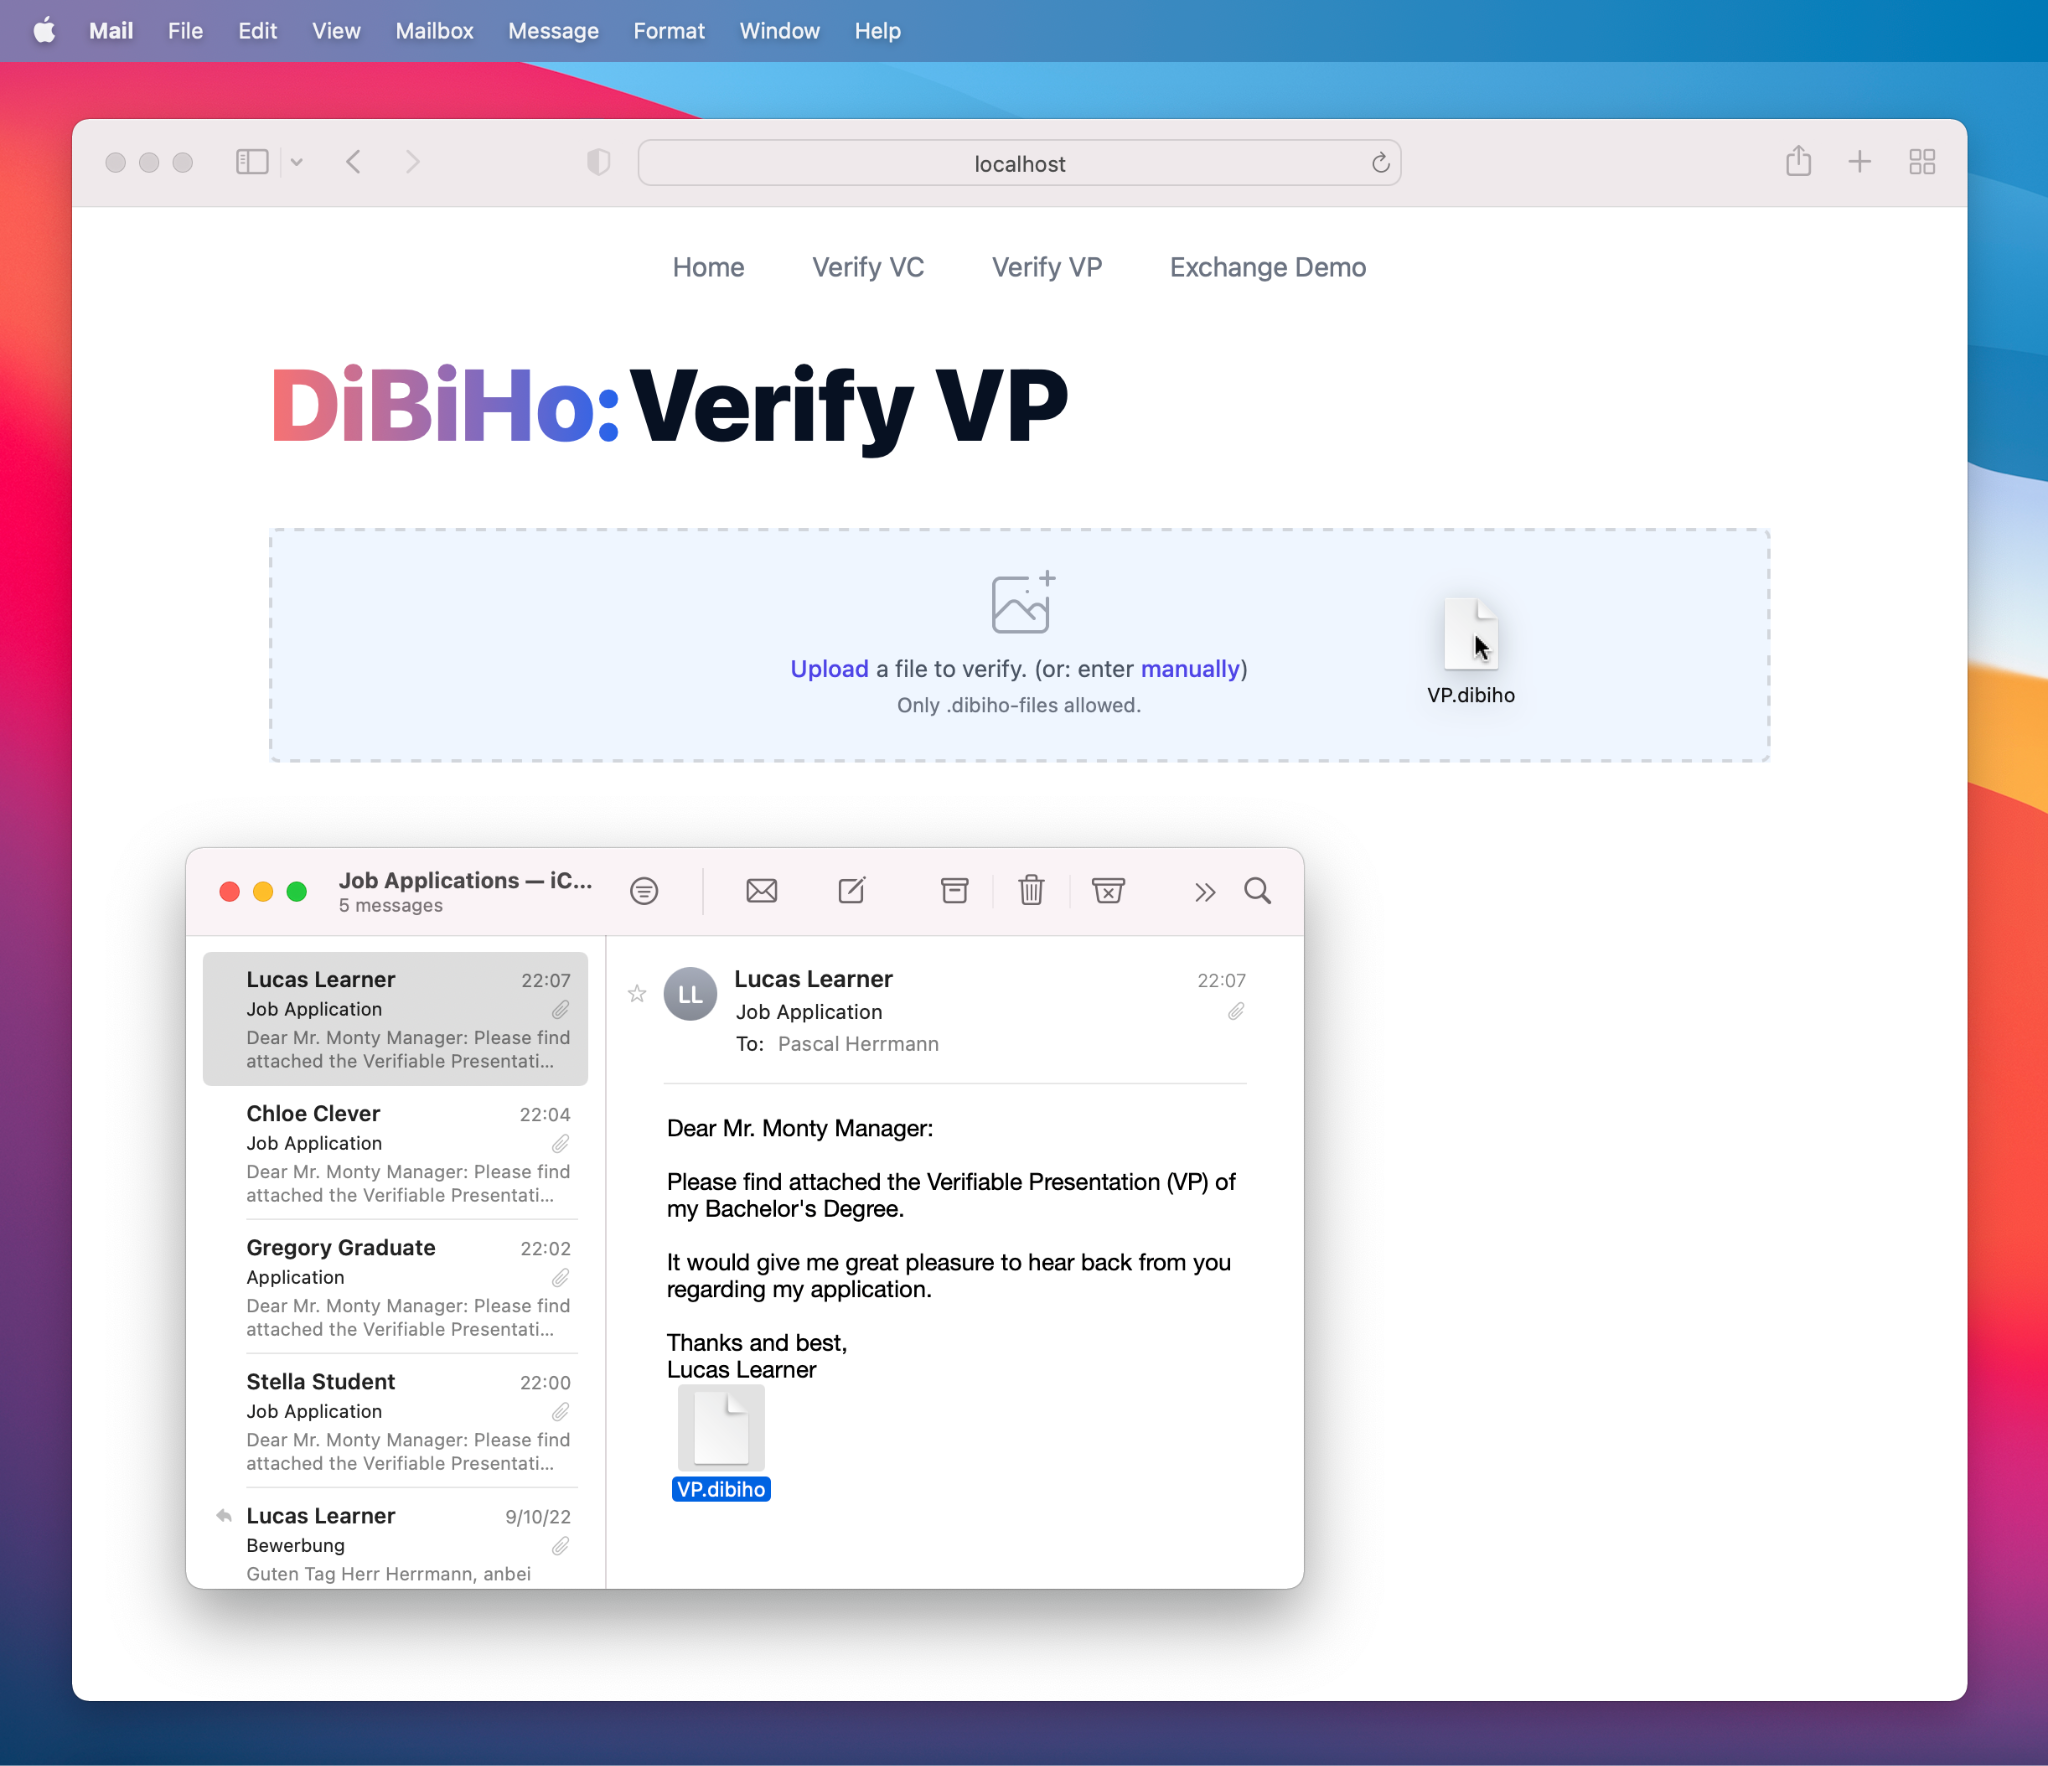 Mail File Edit View Mailbox Message Format Window Help
localhost
Home Verify VC Verify VP Exchange Demo
DiBiHo: Verify VP
Upload a file to verify. (or: enter manually)
Only .dibiho-files allowed.
VP.dibiho
Job Applications — iC...
5 messages
Lucas Learner 22:07
Job Application
Dear Mr. Monty Manager: Please find
attached the Verifiable Presentati...
Chloe Clever 22:04
Job Application
Dear Mr. Monty Manager: Please find
attached the Verifiable Presentati...
Gregory Graduate 22:02
Application
Dear Mr. Monty Manager: Please find
attached the Verifiable Presentati...
Stella Student 22:00
Job Application
Dear Mr. Monty Manager: Please find
attached the Verifiable Presentati...
Lucas Learner 9/10/22
Bewerbung
Guten Tag Herr Herrmann, anbei
LL
Lucas Learner 22:07
Job Application
To: Pascal Herrmann
Dear Mr. Monty Manager:
Please find attached the Verifiable Presentation (VP) of
my Bachelor's Degree.
It would give me great pleasure to hear back from you
regarding my application.
Thanks and best,
Lucas Learner
VP.dibiho